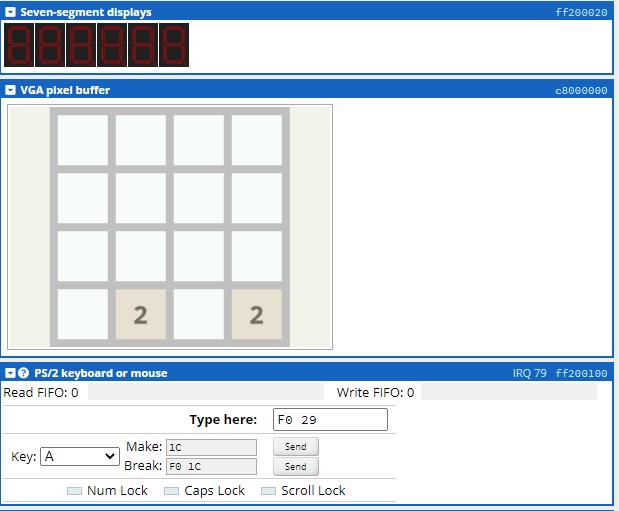 Seven-segment displays ff200020
VGA pixel buffer c8000000
2 2
PS/2 keyboard or mouse IRQ 79 ff200100
Read FIFO: 0 Write FIFO: 0
Type here: F0 29
Key: A Make: 1C Send
Break: F0 1C Send
Num Lock Caps Lock Scroll Lock